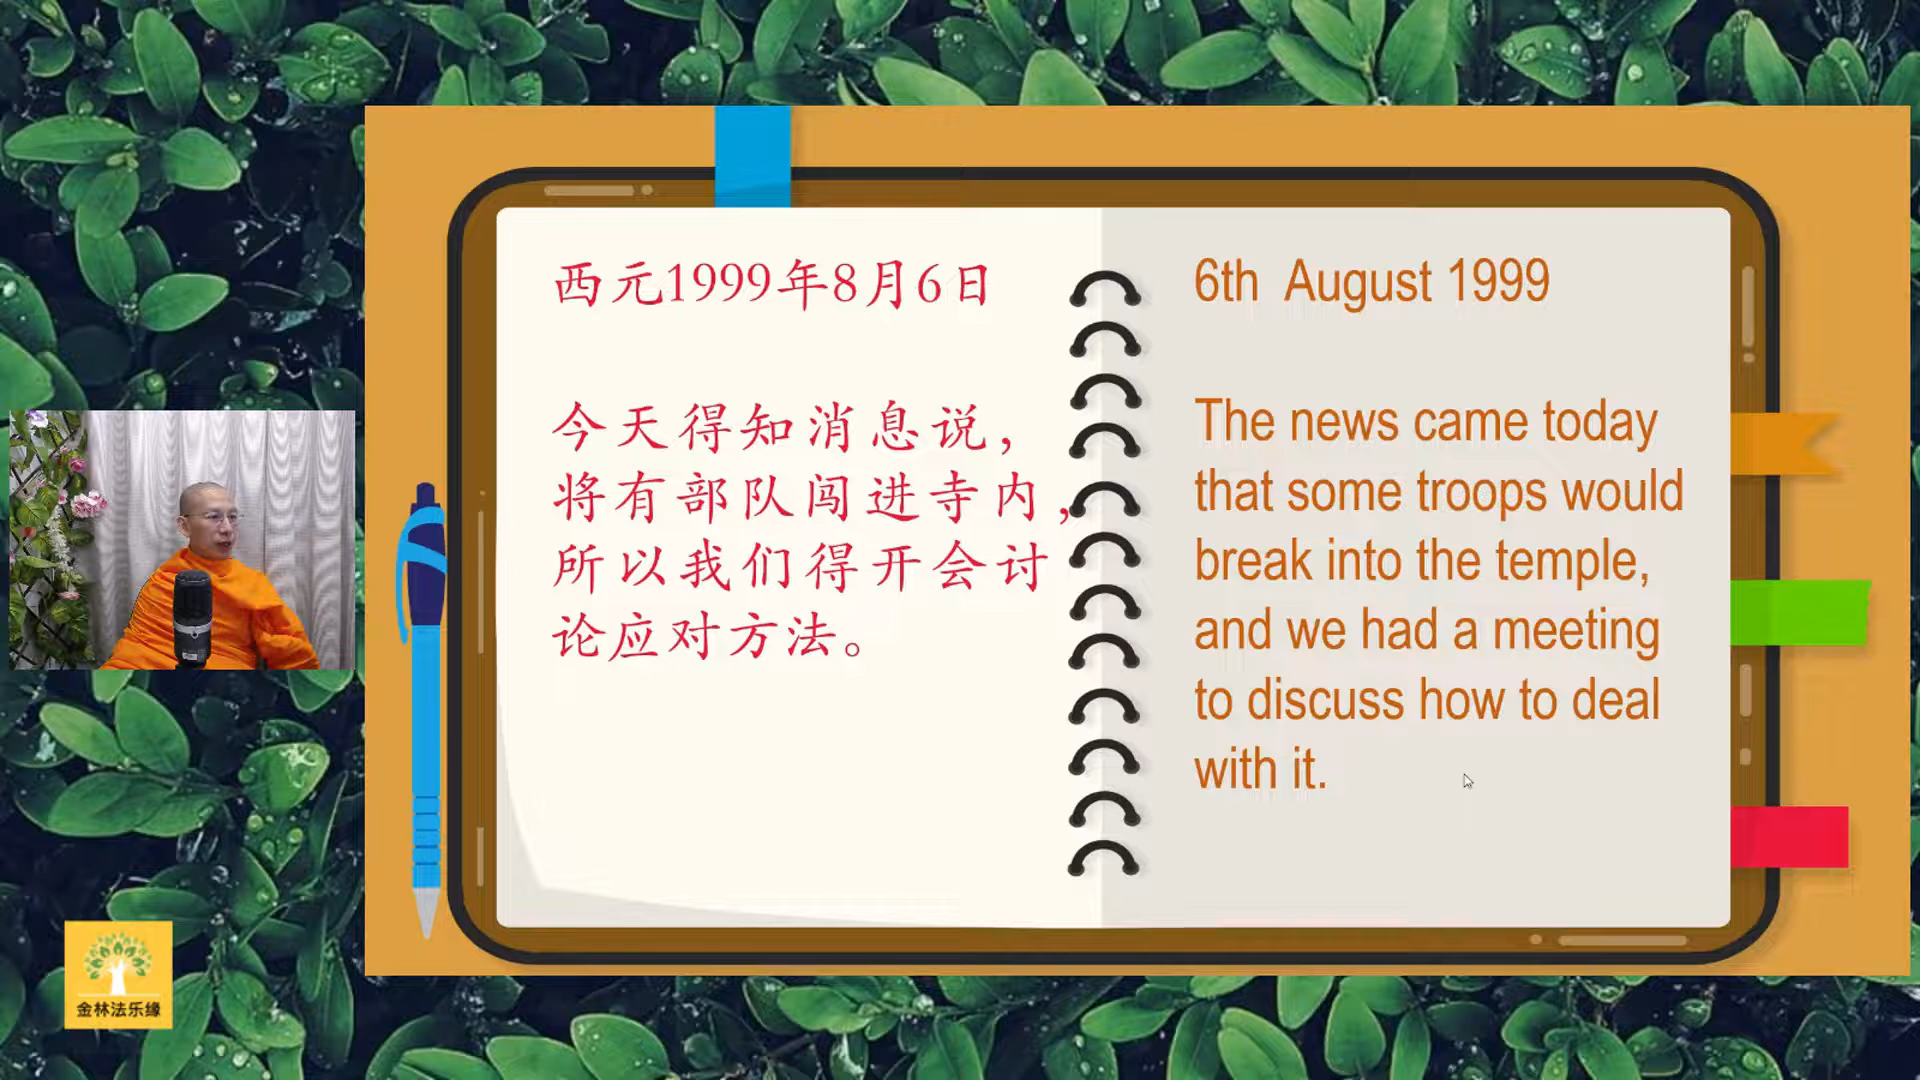 西元1999年8月6日
今天得知消息说，
将有部队闯进寺内，
所以我们得开会讨
论应对方法。
6th August 1999
The news came today
that some troops would
break into the temple,
and we had a meeting
to discuss how to deal
with it.
金林法乐缘